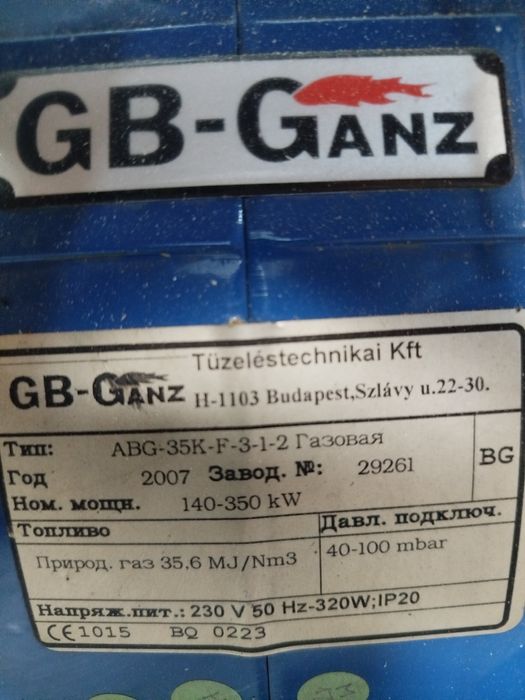 GB-GANZ
Tüzeléstechnikai Kft
GB-GANZ H-1103 Budapest,Szlávy u.22-30.
Тип: ABG-35K-F-3-1-2 Газовая
BG
Год 2007 Завод. №: 29261
Ном. мощн. 140-350 kW
Топливо Давл. подключ.
Природ. газ 35,6 MJ/Nm3 40-100 mbar
Напряж.пит.: 230 V 50 Hz-320W;IP20
CE 1015 BQ 0223